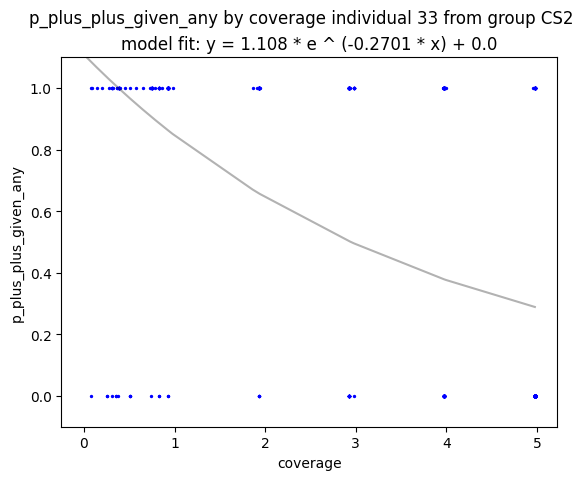 p_plus_plus_given_any by coverage individual 33 from group CS2
model fit: y = 1.108 * e ^ (-0.2701 * x) + 0.0
1.0
0.8
0.6
0.4
0.2
0.0
p_plus_plus_given_any
0 1 2 3 4 5
coverage